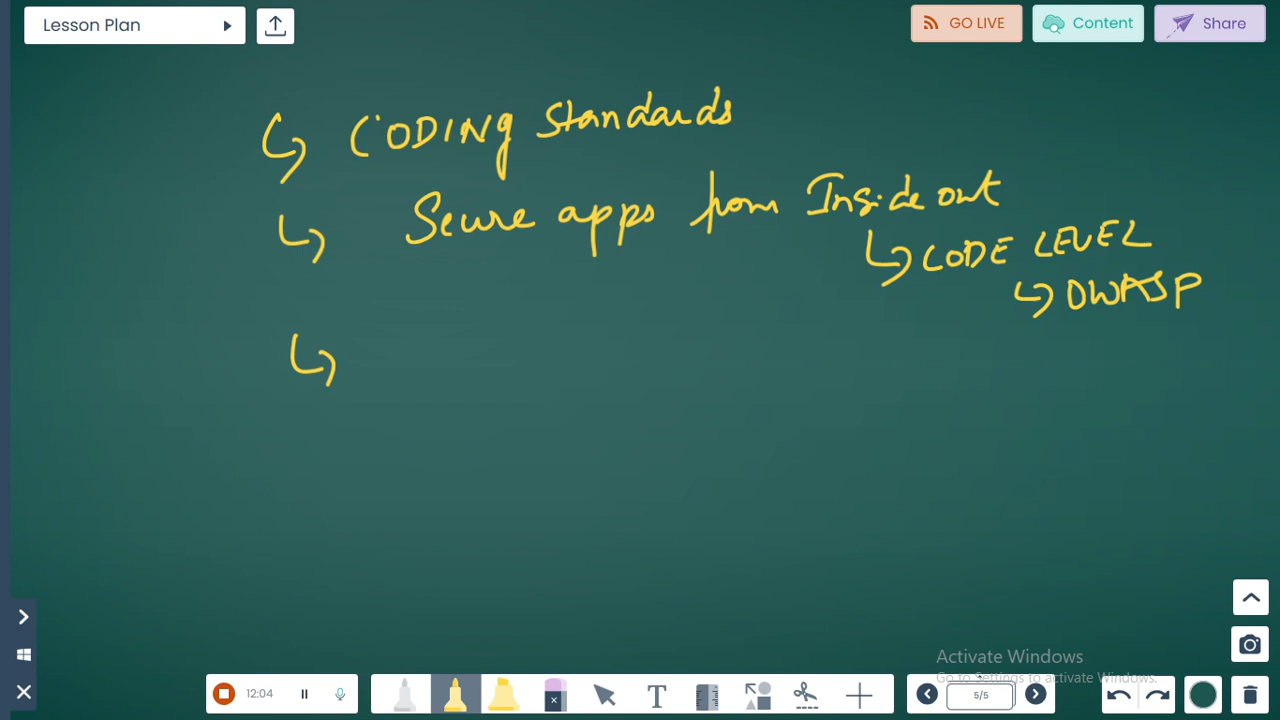 Lesson Plan
GO LIVE
Content
Share
CODING Standards
Secure apps from Inside out
CODE LEVEL
OWASP
Activate Windows
Go to Settings to activate Windows.
12:04
T
5/5